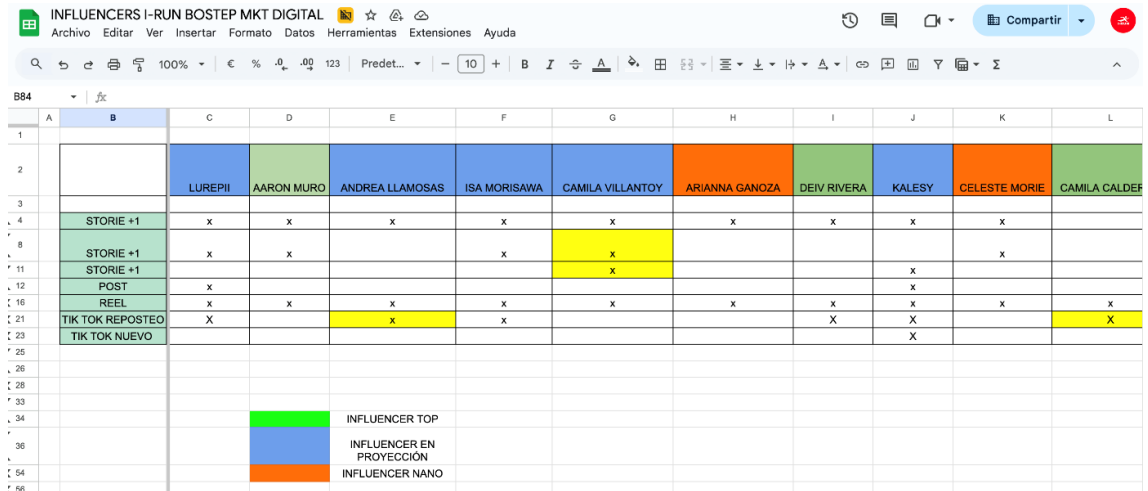 INFLUENCERS I-RUN BOSTEP MKT DIGITAL
Archivo Editar Ver Insertar Formato Datos Herramientas Extensiones Ayuda
Compartir
100% € % .0 .00 123 Predet... 10 B I A
B84 fx
A B C D E F G H I J K L
1
2 LUREPII AARON MURO ANDREA LLAMOSAS ISA MORISAWA CAMILA VILLANTOY ARIANNA GANOZA DEIV RIVERA KALESY CELESTE MORIE CAMILA CALDER
3
4 STORIE +1 x x x x x x x x x
8 STORIE +1 x x x x x
11 STORIE +1 x x
12 POST x x
16 REEL x x x x x x x x x x
21 TIK TOK REPOSTEO X x x X X X
23 TIK TOK NUEVO X
25
26
28
33
34 INFLUENCER TOP
36 INFLUENCER EN
PROYECCIÓN
54 INFLUENCER NANO
56